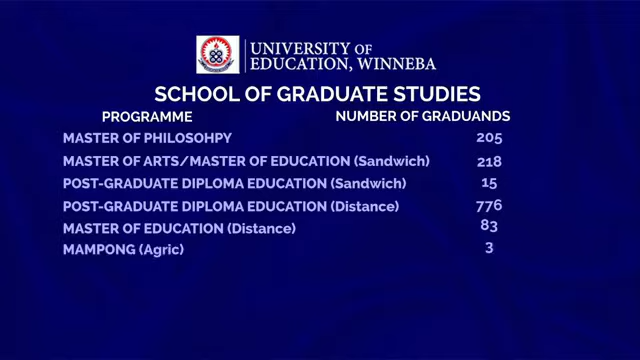 UNIVERSITY OF
EDUCATION, WINNEBA
SCHOOL OF GRADUATE STUDIES
PROGRAMME NUMBER OF GRADUANDS
MASTER OF PHILOSOHPY 205
MASTER OF ARTS/MASTER OF EDUCATION (Sandwich) 218
POST-GRADUATE DIPLOMA EDUCATION (Sandwich) 15
POST-GRADUATE DIPLOMA EDUCATION (Distance) 776
MASTER OF EDUCATION (Distance) 83
MAMPONG (Agric) 3